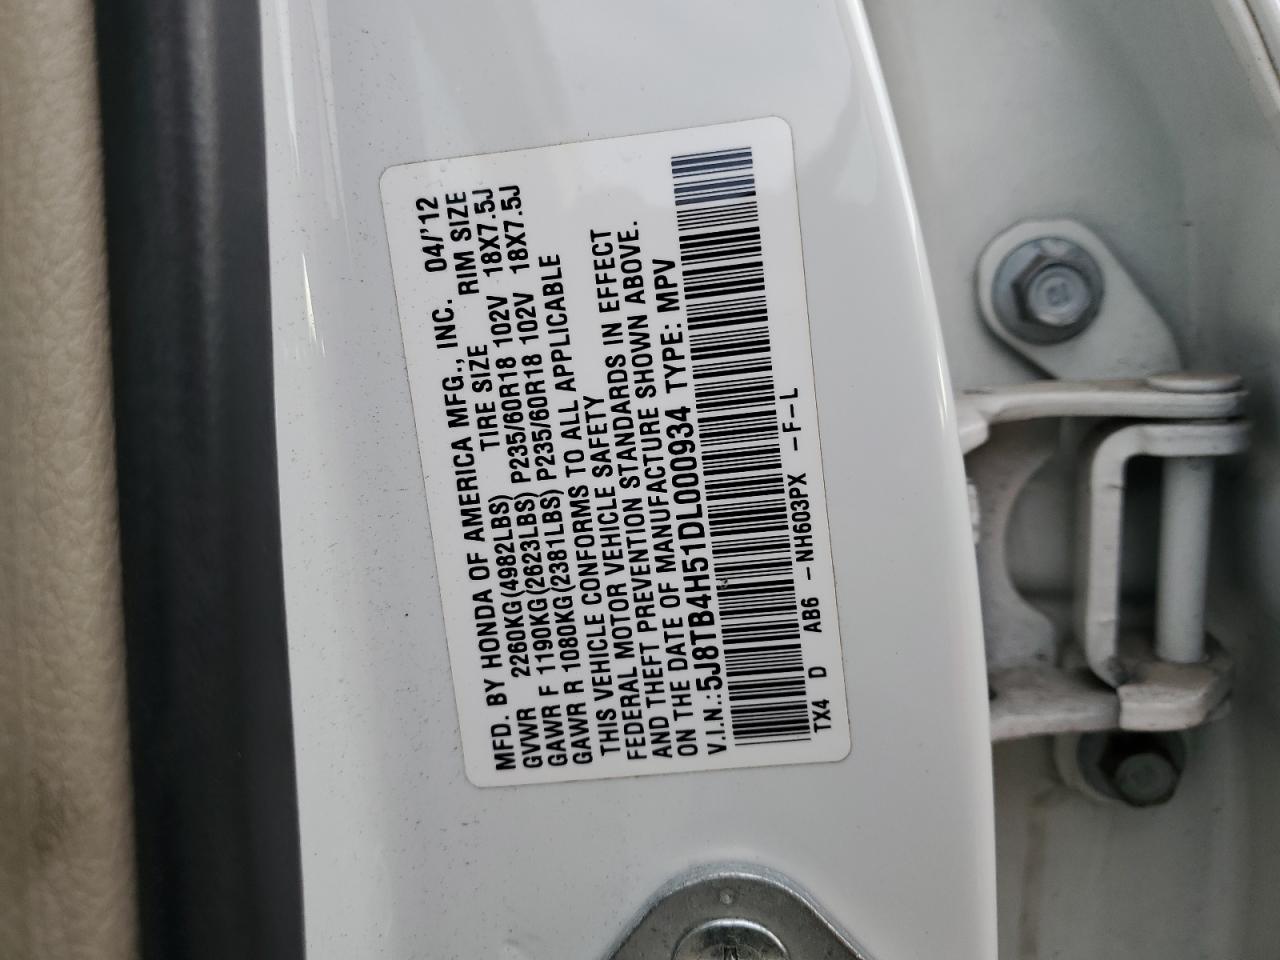 MFD. BY HONDA OF AMERICA MFG., INC. 04/'12
GVWR 2260KG(4982LBS) TIRE SIZE RIM SIZE
GAWR F 1190KG(2623LBS) P235/60R18 102V 18X7.5J
GAWR R 1080KG(2381LBS) P235/60R18 102V 18X7.5J
THIS VEHICLE CONFORMS TO ALL APPLICABLE
FEDERAL MOTOR VEHICLE SAFETY
AND THEFT PREVENTION STANDARDS IN EFFECT
ON THE DATE OF MANUFACTURE SHOWN ABOVE.
V.I.N.: 5J8TB4H51DL000934 TYPE: MPV
TX4 D AB6 - NH603PX - F - L